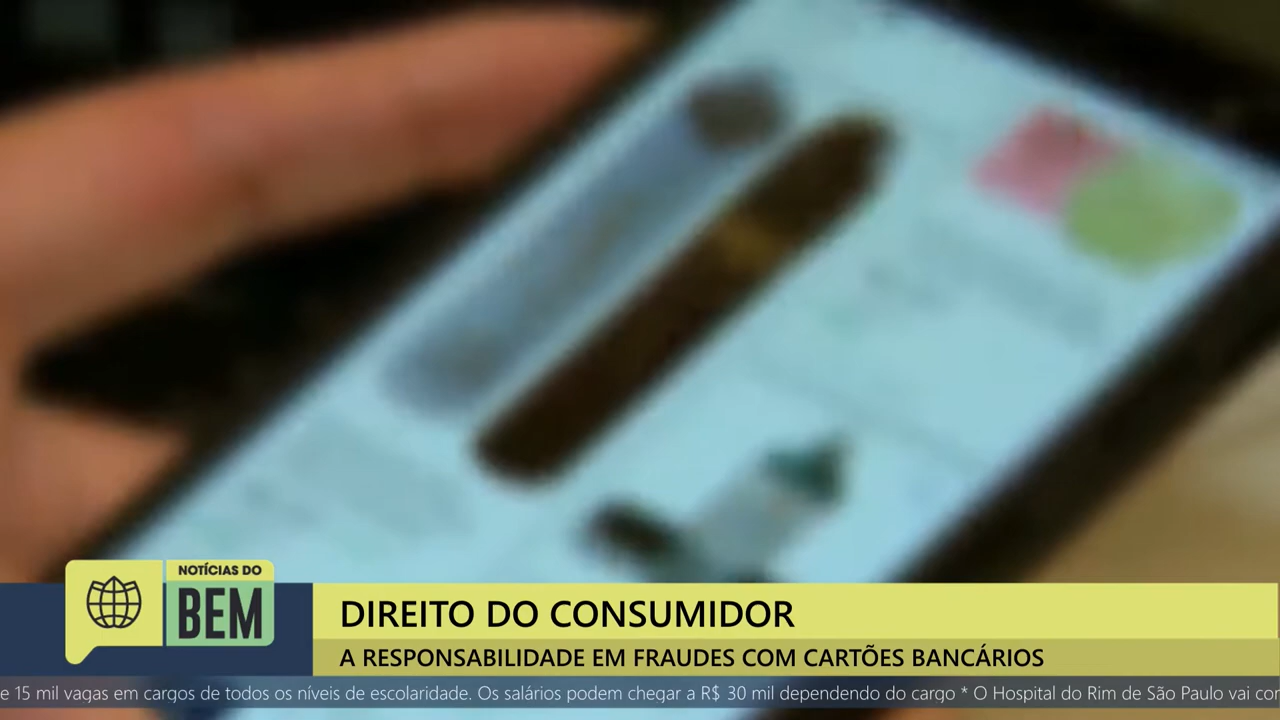 NOTÍCIAS DO
BEM
DIREITO DO CONSUMIDOR
A RESPONSABILIDADE EM FRAUDES COM CARTÕES BANCÁRIOS
e 15 mil vagas em cargos de todos os níveis de escolaridade. Os salários podem chegar a R$ 30 mil dependendo do cargo * O Hospital do Rim de São Paulo vai con